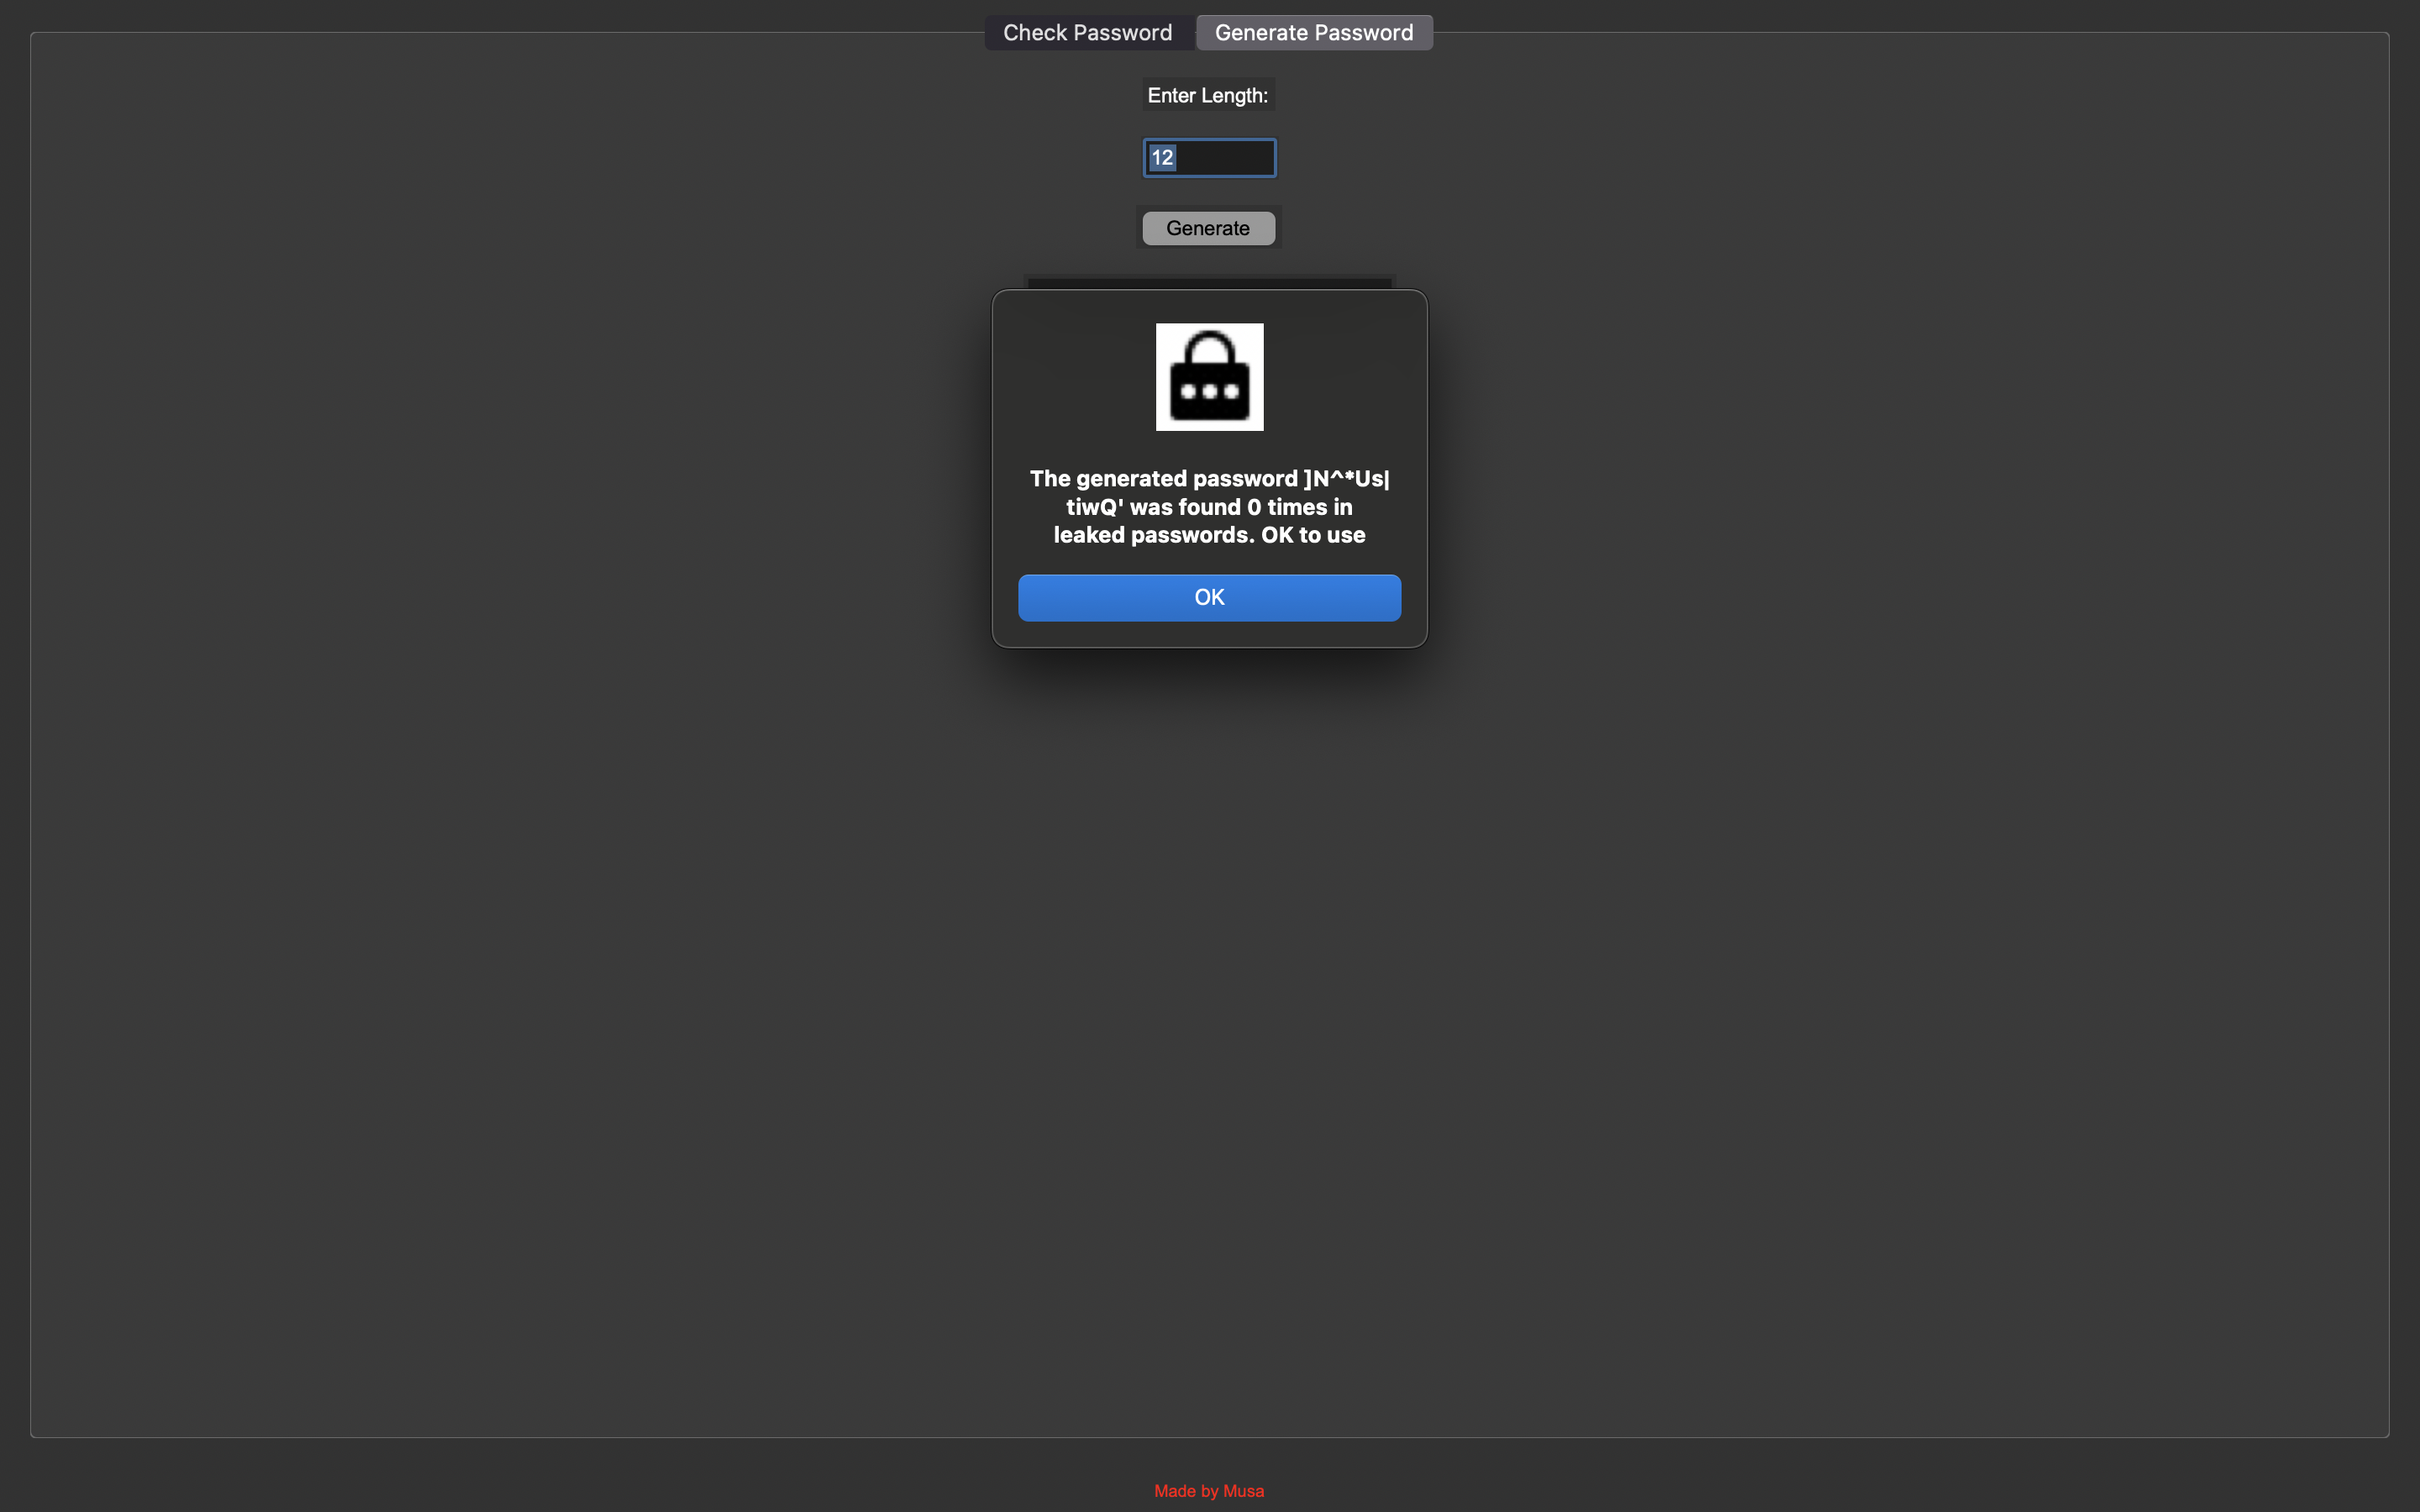 Check Password
Generate Password
Enter Length:
12
Generate
The generated password ]N^*Us|
tiwQ' was found 0 times in
leaked passwords. OK to use
OK
Made by Musa